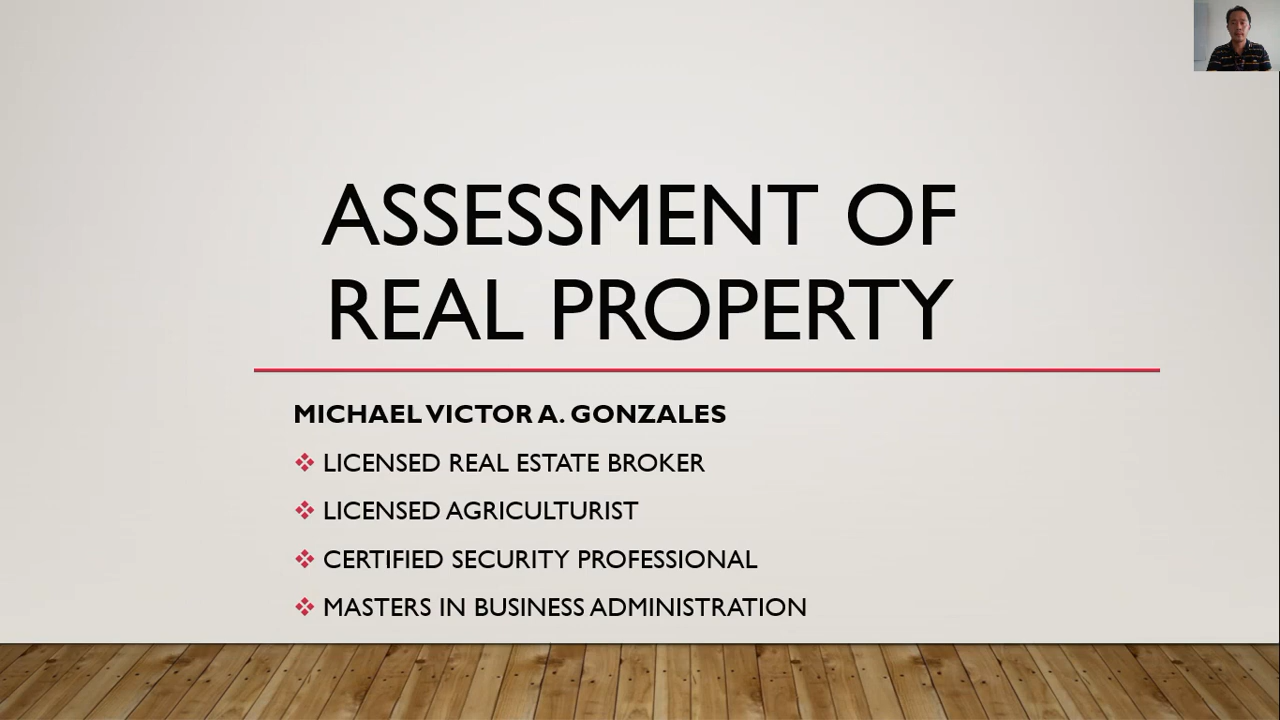 ASSESSMENT OF
REAL PROPERTY
MICHAEL VICTOR A. GONZALES
LICENSED REAL ESTATE BROKER
LICENSED AGRICULTURIST
CERTIFIED SECURITY PROFESSIONAL
MASTERS IN BUSINESS ADMINISTRATION